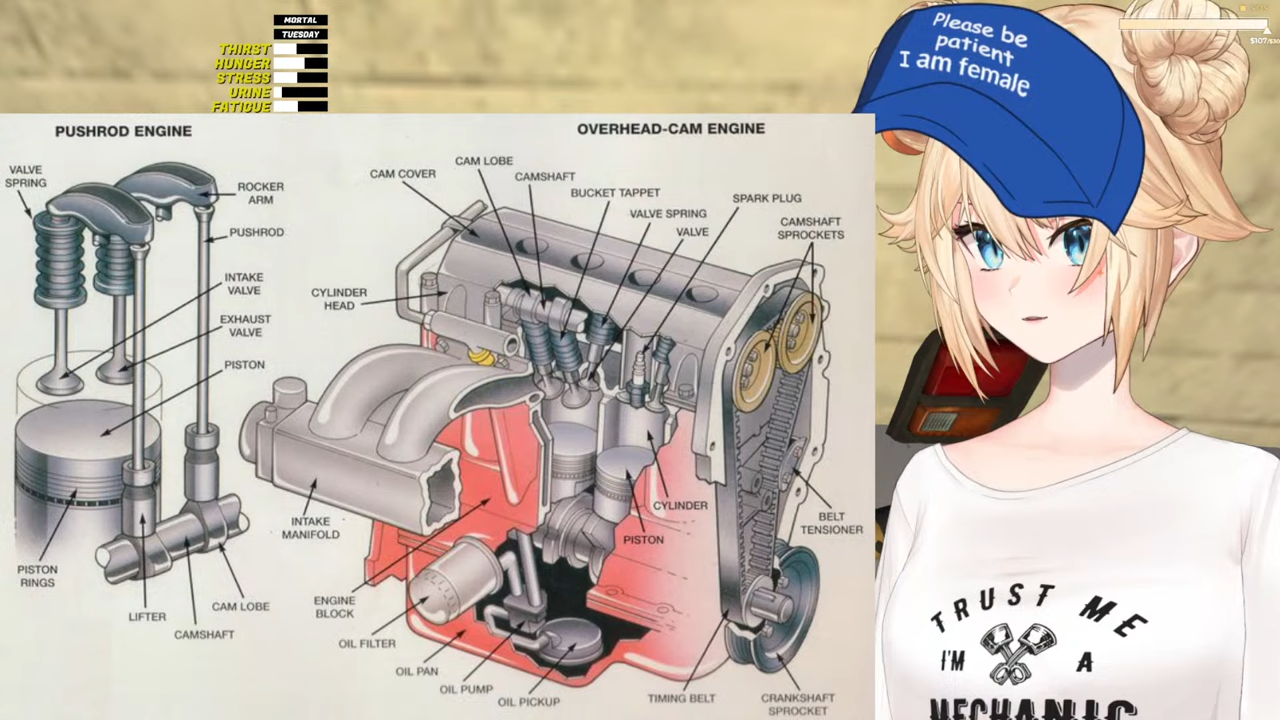 MORTAL
TUESDAY
THIRST
HUNGER
STRESS
URINE
FATIGUE
$107
Please be
patient
I am female
PUSHROD ENGINE
VALVE
SPRING
ROCKER
ARM
PUSHROD
INTAKE
VALVE
EXHAUST
VALVE
PISTON
PISTON
RINGS
LIFTER
CAMSHAFT
CAM LOBE
OVERHEAD-CAM ENGINE
CAM COVER
CAM LOBE
CAMSHAFT
BUCKET TAPPET
VALVE SPRING
VALVE
SPARK PLUG
CAMSHAFT
SPROCKETS
CYLINDER
HEAD
INTAKE
MANIFOLD
CYLINDER
PISTON
BELT
TENSIONER
ENGINE
BLOCK
OIL FILTER
OIL PAN
OIL PUMP
OIL PICKUP
TIMING BELT
CRANKSHAFT
SPROCKET
TRUST ME
I'M A
MECHANIC